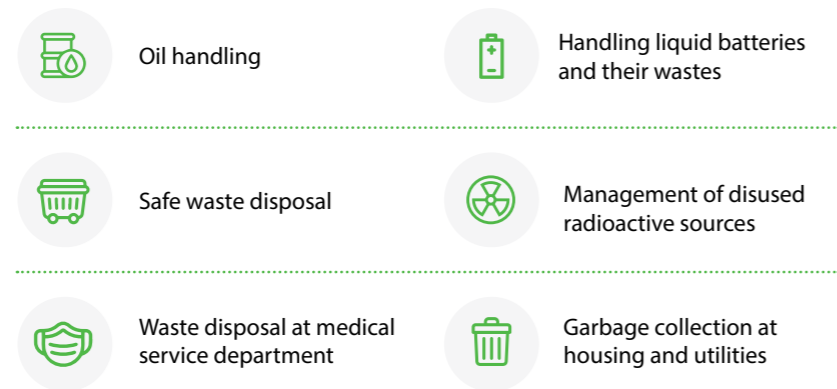 Oil handling
Handling liquid batteries
and their wastes
Safe waste disposal
Management of disused
radioactive sources
Waste disposal at medical
service department
Garbage collection at
housing and utilities